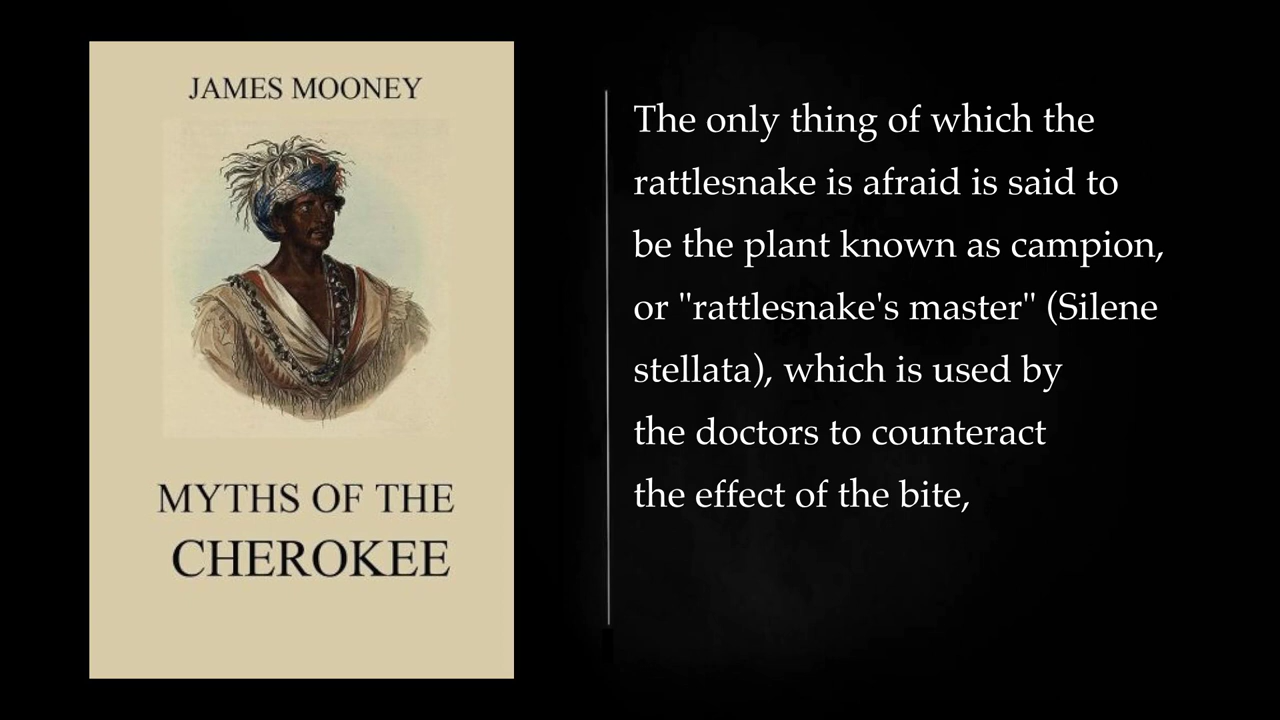 JAMES MOONEY
MYTHS OF THE
CHEROKEE
The only thing of which the
rattlesnake is afraid is said to
be the plant known as campion,
or "rattlesnake's master" (Silene
stellata), which is used by
the doctors to counteract
the effect of the bite,